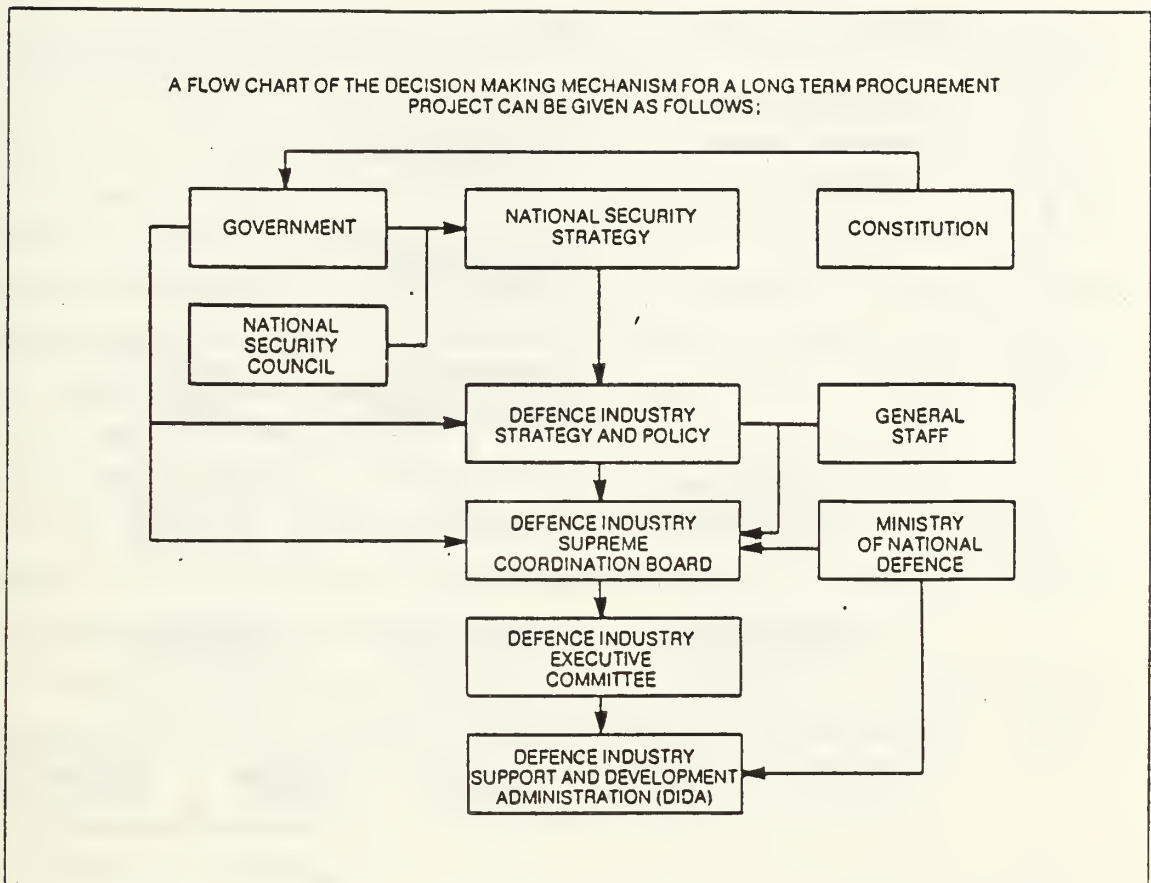 A FLOW CHART OF THE DECISION MAKING MECHANISM FOR A LONG TERM PROCUREMENT
PROJECT CAN BE GIVEN AS FOLLOWS;
GOVERNMENT
NATIONAL SECURITY
STRATEGY
CONSTITUTION
NATIONAL
SECURITY
COUNCIL
DEFENCE INDUSTRY
STRATEGY AND POLICY
GENERAL
STAFF
DEFENCE INDUSTRY
SUPREME
COORDINATION BOARD
MINISTRY
OF NATIONAL
DEFENCE
DEFENCE INDUSTRY
EXECUTIVE
COMMITTEE
DEFENCE INDUSTRY
SUPPORT AND DEVELOPMENT
ADMINISTRATION (DIDA)